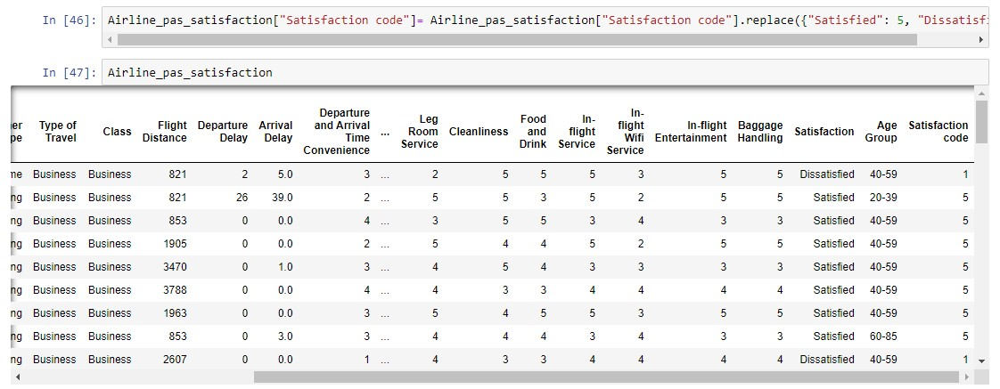 In [46]: Airline_pas_satisfaction["Satisfaction code"]= Airline_pas_satisfaction["Satisfaction code"].replace({"Satisfied": 5, "Dissatisf
In [47]: Airline_pas_satisfaction
er pe Type of Travel Class Flight Distance Departure Delay Arrival Delay Departure and Arrival Time Convenience ... Leg Room Service Cleanliness Food and Drink In-flight Service In-flight Wifi Service In-flight Entertainment Baggage Handling Satisfaction Age Group Satisfaction code
ne Business Business 821 2 5.0 3 ... 2 5 5 5 3 5 5 Dissatisfied 40-59 1
ng Business Business 821 26 39.0 2 ... 5 5 3 5 2 5 5 Satisfied 20-39 5
ng Business Business 853 0 0.0 4 ... 3 5 5 3 4 3 3 Satisfied 40-59 5
ng Business Business 1905 0 0.0 2 ... 5 4 4 5 2 5 5 Satisfied 40-59 5
ng Business Business 3470 0 1.0 3 ... 4 5 4 3 3 3 3 Satisfied 40-59 5
ng Business Business 3788 0 0.0 4 ... 4 3 3 4 4 4 4 Satisfied 40-59 5
ng Business Business 1963 0 0.0 3 ... 5 4 5 5 3 5 5 Satisfied 40-59 5
ng Business Business 853 0 3.0 3 ... 4 4 4 3 4 3 3 Satisfied 60-85 5
ng Business Business 2607 0 0.0 1 ... 4 3 3 4 4 4 4 Dissatisfied 40-59 1